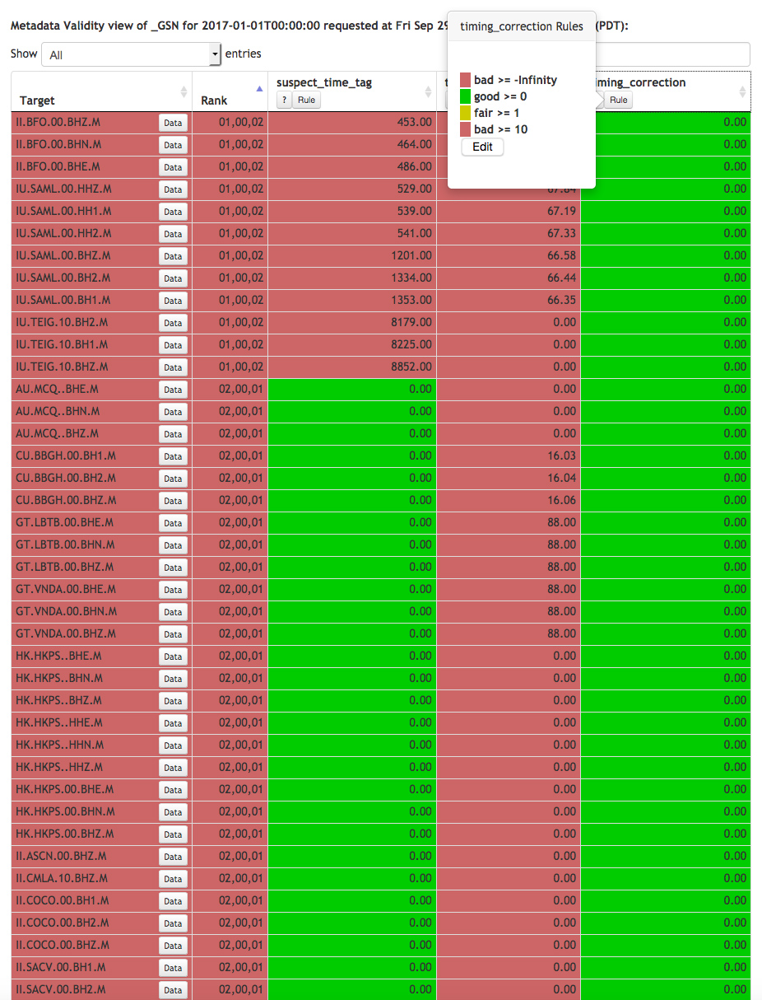 Metadata Validity view of _GSN for 2017-01-01T00:00:00 requested at Fri Sep 29 (PDT):
timing_correction Rules
Show All entries
bad >= -Infinity
good >= 0
fair >= 1
bad >= 10
Edit
Target Rank suspect_time_tag t iming_correction
? Rule Rule
II.BFO.00.BHZ.M Data 01,00,02 453.00 0.00
II.BFO.00.BHN.M Data 01,00,02 464.00 0.00
II.BFO.00.BHE.M Data 01,00,02 486.00 0.00
IU.SAML.00.HHZ.M Data 01,00,02 529.00 67.64 0.00
IU.SAML.00.HH1.M Data 01,00,02 539.00 67.19 0.00
IU.SAML.00.HH2.M Data 01,00,02 541.00 67.33 0.00
IU.SAML.00.BHZ.M Data 01,00,02 1201.00 66.58 0.00
IU.SAML.00.BH2.M Data 01,00,02 1334.00 66.44 0.00
IU.SAML.00.BH1.M Data 01,00,02 1353.00 66.35 0.00
IU.TEIG.10.BH2.M Data 01,00,02 8179.00 0.00 0.00
IU.TEIG.10.BH1.M Data 01,00,02 8225.00 0.00 0.00
IU.TEIG.10.BHZ.M Data 01,00,02 8852.00 0.00 0.00
AU.MCQ..BHE.M Data 02,00,01 0.00 0.00 0.00
AU.MCQ..BHN.M Data 02,00,01 0.00 0.00 0.00
AU.MCQ..BHZ.M Data 02,00,01 0.00 0.00 0.00
CU.BBGH.00.BH1.M Data 02,00,01 0.00 16.03 0.00
CU.BBGH.00.BH2.M Data 02,00,01 0.00 16.04 0.00
CU.BBGH.00.BHZ.M Data 02,00,01 0.00 16.06 0.00
GT.LBTB.00.BHE.M Data 02,00,01 0.00 88.00 0.00
GT.LBTB.00.BHN.M Data 02,00,01 0.00 88.00 0.00
GT.LBTB.00.BHZ.M Data 02,00,01 0.00 88.00 0.00
GT.VNDA.00.BHE.M Data 02,00,01 0.00 88.00 0.00
GT.VNDA.00.BHN.M Data 02,00,01 0.00 88.00 0.00
GT.VNDA.00.BHZ.M Data 02,00,01 0.00 88.00 0.00
HK.HKPS..BHE.M Data 02,00,01 0.00 0.00 0.00
HK.HKPS..BHN.M Data 02,00,01 0.00 0.00 0.00
HK.HKPS..BHZ.M Data 02,00,01 0.00 0.00 0.00
HK.HKPS..HHE.M Data 02,00,01 0.00 0.00 0.00
HK.HKPS..HHN.M Data 02,00,01 0.00 0.00 0.00
HK.HKPS..HHZ.M Data 02,00,01 0.00 0.00 0.00
HK.HKPS.00.BHE.M Data 02,00,01 0.00 0.00 0.00
HK.HKPS.00.BHN.M Data 02,00,01 0.00 0.00 0.00
HK.HKPS.00.BHZ.M Data 02,00,01 0.00 0.00 0.00
II.ASCN.00.BHZ.M Data 02,00,01 0.00 0.00 0.00
II.CMLA.10.BHZ.M Data 02,00,01 0.00 0.00 0.00
II.COCO.00.BH1.M Data 02,00,01 0.00 0.00 0.00
II.COCO.00.BH2.M Data 02,00,01 0.00 0.00 0.00
II.COCO.00.BHZ.M Data 02,00,01 0.00 0.00 0.00
II.SACV.00.BH1.M Data 02,00,01 0.00 0.00 0.00
II.SACV.00.BH2.M Data 02,00,01 0.00 0.00 0.00